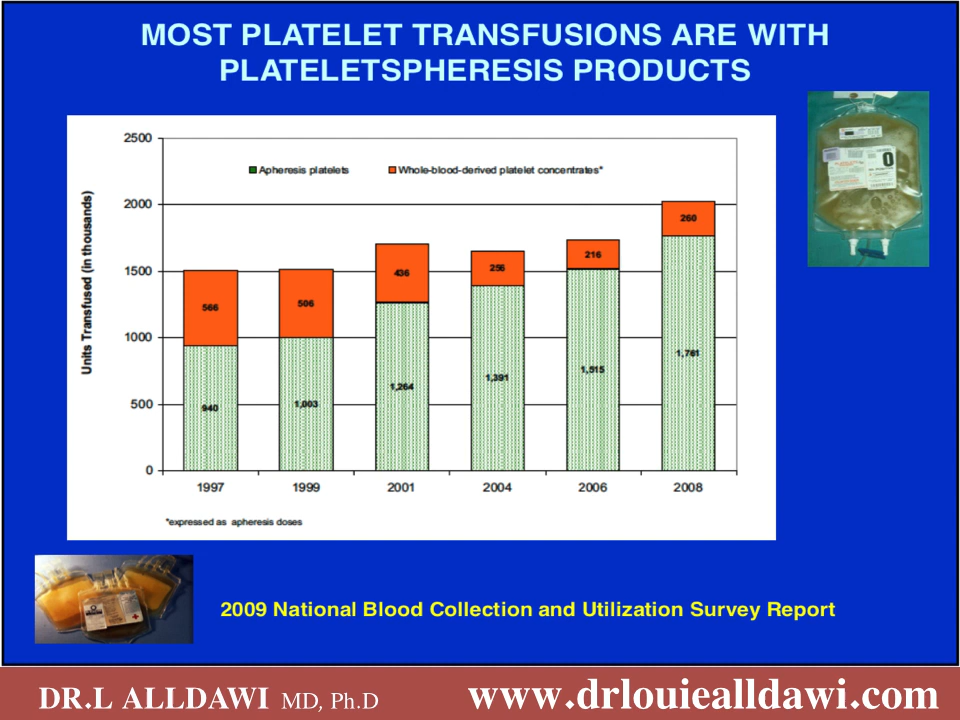 MOST PLATELET TRANSFUSIONS ARE WITH
PLATELETSPHERESIS PRODUCTS
2500
Apheresis platelets
Whole-blood-derived platelet concentrates*
2000
1500
1000
500
0
Units Transfused (in thousands)
566
506
436
256
216
260
940
1,003
1,264
1,391
1,515
1,761
1997
1999
2001
2004
2006
2008
*expressed as apheresis doses
O
2009 National Blood Collection and Utilization Survey Report
DR.L ALLDAWI MD, Ph.D
www.drlouiealldawi.com